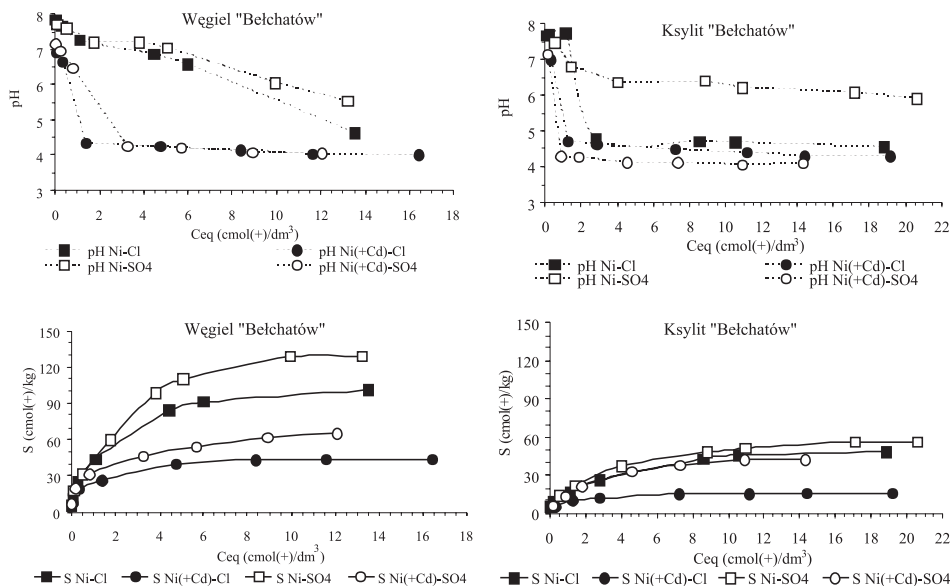 Węgiel "Bełchatów"
8
7
6
5
4
3
pH
0 2 4 6 8 10 12 14 16 18
Ceq (cmol(+)/dm³)
pH Ni-Cl pH Ni(+Cd)-Cl
pH Ni-SO4 pH Ni(+Cd)-SO4
Ksylit "Bełchatów"
8
7
6
5
4
3
pH
0 2 4 6 8 10 12 14 16 18 20 22
Ceq (cmol(+)/dm³)
pH Ni-Cl pH Ni(+Cd)-Cl
pH Ni-SO4 pH Ni(+Cd)-SO4
Węgiel "Bełchatów"
150
120
90
60
30
0
S (cmol(+)/kg)
0 2 4 6 8 10 12 14 16 18
Ceq (cmol(+)/dm³)
S Ni-Cl S Ni(+Cd)-Cl S Ni-SO4 S Ni(+Cd)-SO4
Ksylit "Bełchatów"
150
120
90
60
30
0
S (cmol(+)/kg)
0 2 4 6 8 10 12 14 16 18 20 22
Ceq (cmol(+)/dm³)
S Ni-Cl S Ni(+Cd)-Cl S Ni-SO4 S Ni(+Cd)-SO4